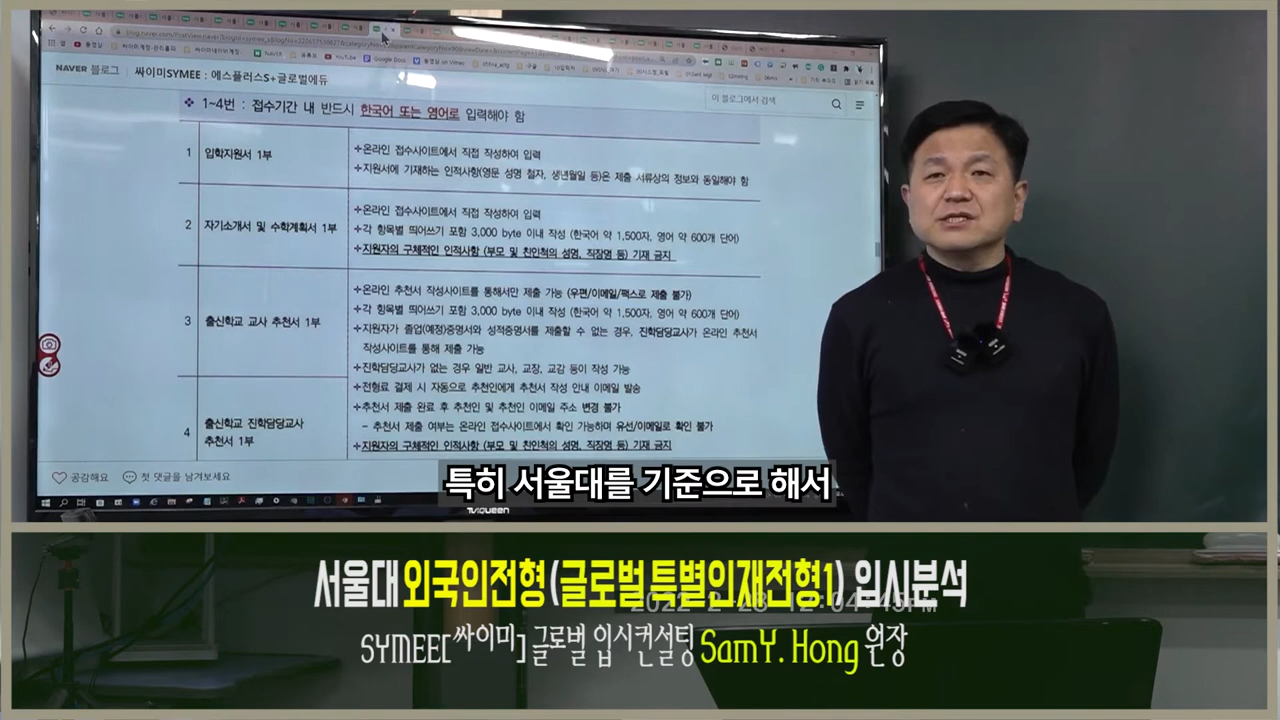 NAVER 블로그 | 싸이미SYMEE : 에스플러스S+글로벌에듀
이 블로그에서 검색
❖ 1~4번 : 접수기간 내 반드시 한국어 또는 영어로 입력해야 함
1 입학지원서 1부
✛온라인 접수사이트에서 직접 작성하여 입력
✛지원서에 기재하는 인적사항(영문 성명 철자, 생년월일 등)은 제출 서류상의 정보와 동일해야 함
2 자기소개서 및 수학계획서 1부
✛온라인 접수사이트에서 직접 작성하여 입력
✛각 항목별 띄어쓰기 포함 3,000 byte 이내 작성 (한국어 약 1,500자, 영어 약 600개 단어)
✛지원자의 구체적인 인적사항 (부모 및 친인척의 성명, 직장명 등) 기재 금지
3 출신학교 교사 추천서 1부
✛온라인 추천서 작성사이트를 통해서만 제출 가능 (우편/이메일/팩스로 제출 불가)
✛각 항목별 띄어쓰기 포함 3,000 byte 이내 작성 (한국어 약 1,500자, 영어 약 600개 단어)
✛지원자가 졸업(예정)증명서와 성적증명서를 제출할 수 없는 경우, 진학담당교사가 온라인 추천서
작성사이트를 통해 제출 가능
✛진학담당교사가 없는 경우 일반 교사, 교장, 교감 등이 작성 가능
4 출신학교 진학담당교사
추천서 1부
✛전형료 결제 시 자동으로 추천인에게 추천서 작성 안내 이메일 발송
✛추천서 제출 완료 후 추천인 및 추천인 이메일 주소 변경 불가
- 추천서 제출 여부는 온라인 접수사이트에서 확인 가능하며 유선/이메일로 확인 불가
✛지원자의 구체적인 인적사항 (부모 및 친인척의 성명, 직장명 등) 기재 금지
공감해요 첫 댓글을 남겨보세요
특히 서울대를 기준으로 해서
TViQUEEN
서울대 외국인전형 (글로벌 특별인재전형1) 입시분석
2022-2-28 12:04:45PM
SYMEE[싸이미] 글로벌 입시컨설팅 Sam Y. Hong 원장